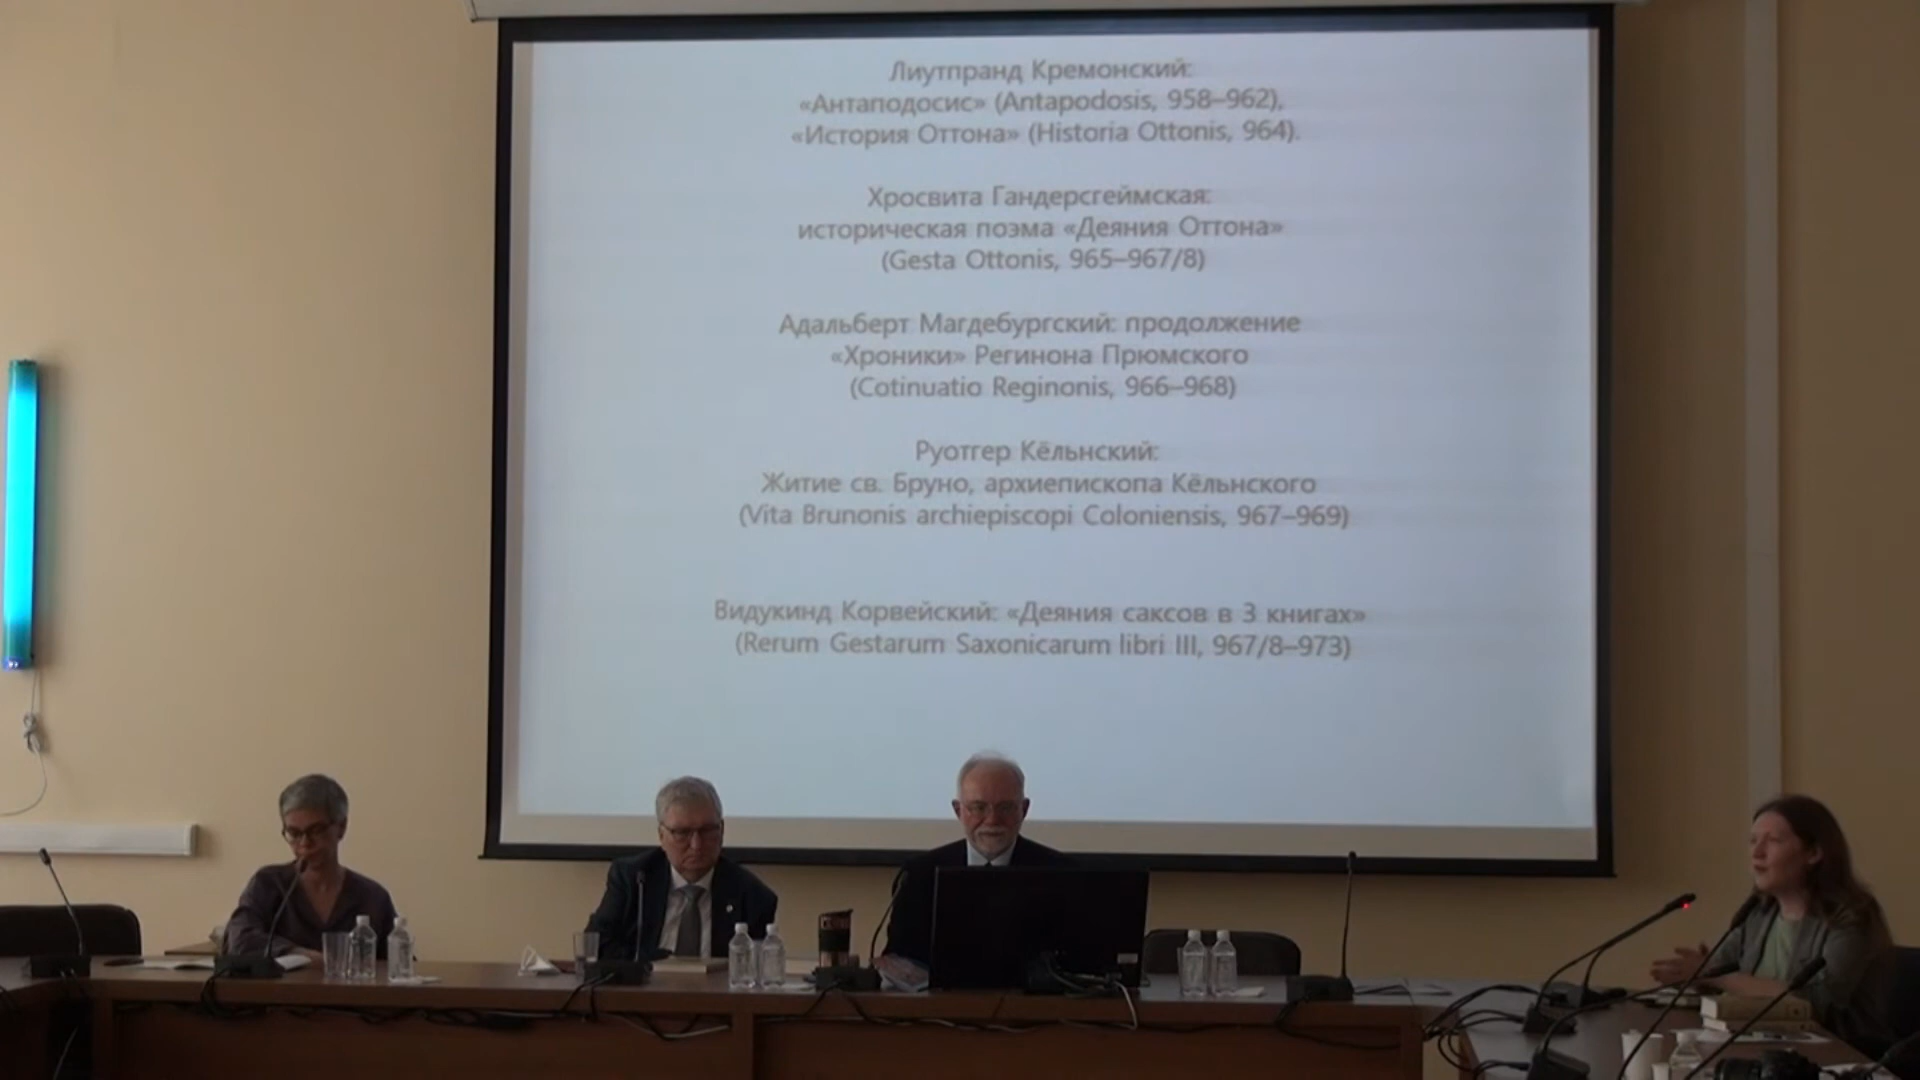 Лиутпранд Кремонский:
«Антаподосис» (Antapodosis, 958–962),
«История Оттона» (Historia Ottonis, 964).
Хросвита Гандерсгеймская:
историческая поэма «Деяния Оттона»
(Gesta Ottonis, 965–967/8)
Адальберт Магдебургский: продолжение
«Хроники» Регинона Прюмского
(Cotinuatio Reginonis, 966–968)
Руотгер Кёльнский:
Житие св. Бруно, архиепископа Кёльнского
(Vita Brunonis archiepiscopi Coloniensis, 967–969)
Видукинд Корвейский: «Деяния саксов в 3 книгах»
(Rerum Gestarum Saxonicarum libri III, 967/8–973)